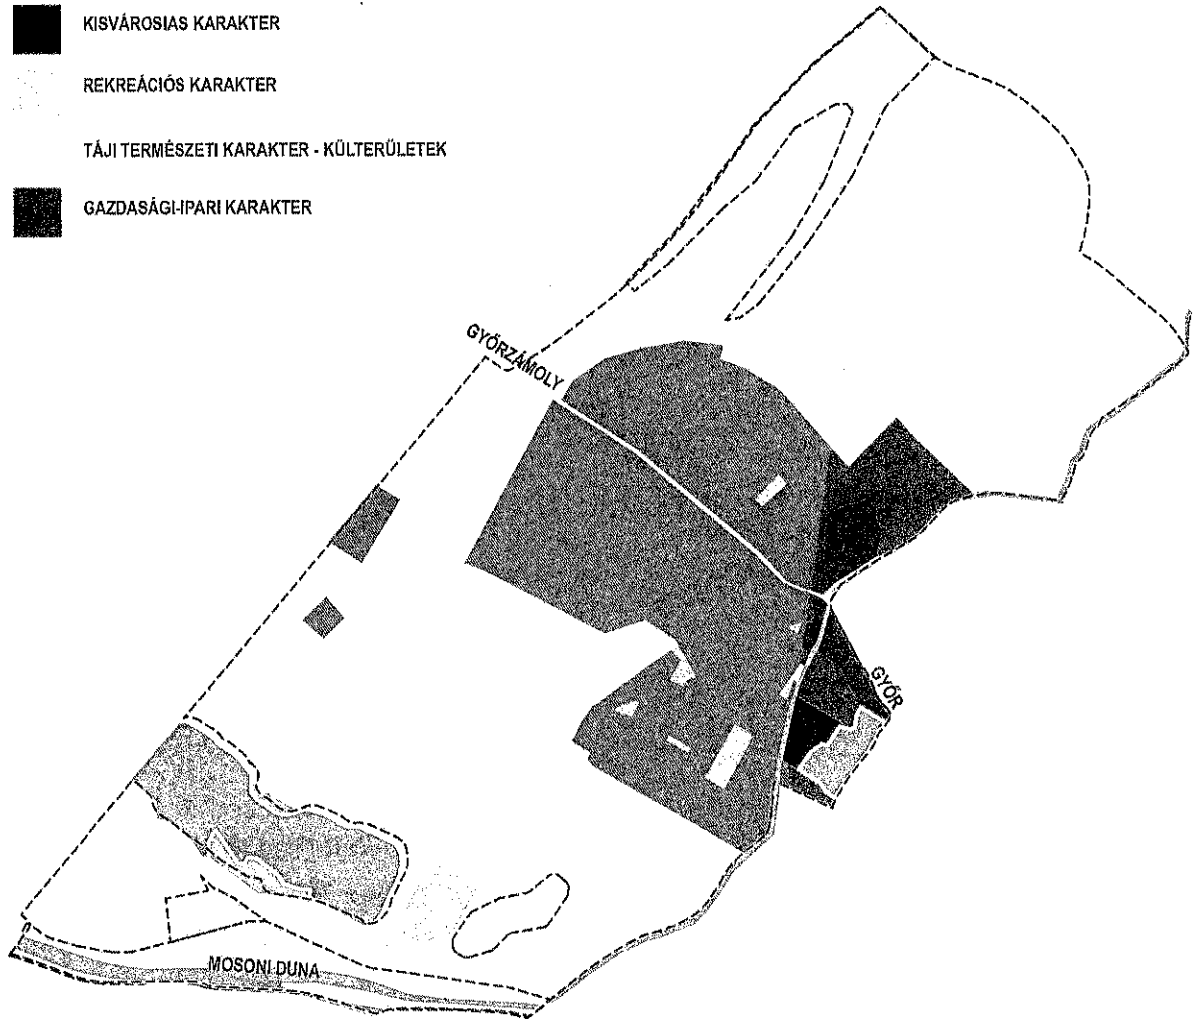 KISVÁROSIAS KARAKTER
REKREÁCIÓS KARAKTER
TÁJI TERMÉSZETI KARAKTER - KÜLTERÜLETEK
GAZDASÁGI-IPARI KARAKTER
GYŐRZÁMOLY
GYŐR
MOSONI DUNA